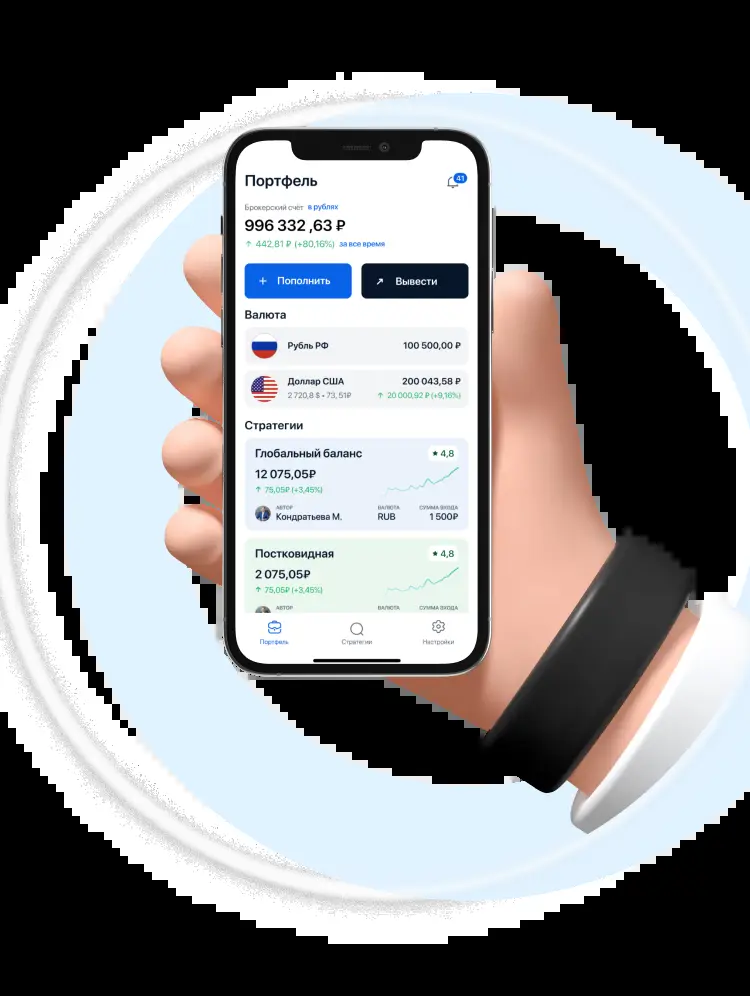 Портфель
41
Брокерский счёт в рублях
996 332 ,63 ₽
↑ 442,81 ₽ (+80,16%) за все время
+ Пополнить
Вывести
Валюта
Рубль РФ 100 500,00 ₽
Доллар США 200 043,58 ₽
2 720,8 $ • 73,51₽ ↑ 20 000,92 ₽ (+9,16%)
Стратегии
Глобальный баланс ★ 4,8
12 075,05₽
↑ 75,05₽ (+3,45%)
АВТОР ВАЛЮТА СУММА ВХОДА
Кондратьева М. RUB 1 500₽
Постковидная ★ 4,8
2 075,05₽
↑ 75,05₽ (+3,45%)
АВТОР ВАЛЮТА СУММА ВХОДА
Портфель Стратегии Настройки